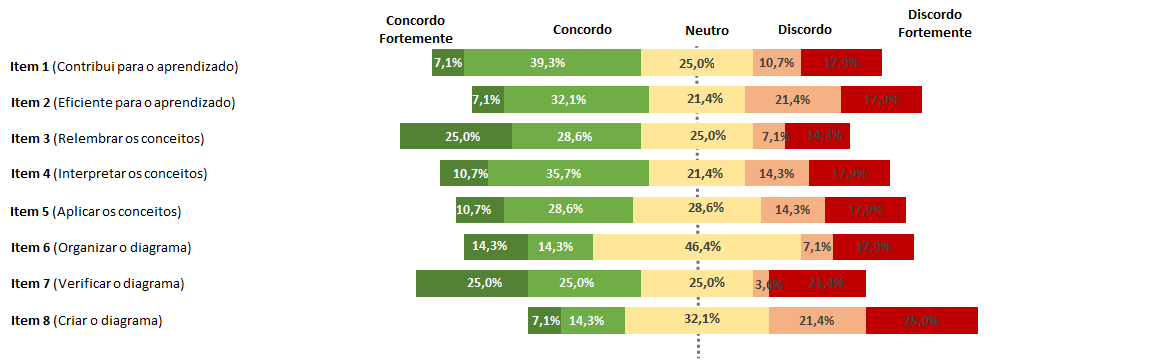 Concordo Fortemente Concordo Neutro Discordo Discordo Fortemente
Item 1 (Contribui para o aprendizado) 7,1% 39,3% 25,0% 10,7% 17,9%
Item 2 (Eficiente para o aprendizado) 7,1% 32,1% 21,4% 21,4% 17,9%
Item 3 (Relembrar os conceitos) 25,0% 28,6% 25,0% 7,1% 14,3%
Item 4 (Interpretar os conceitos) 10,7% 35,7% 21,4% 14,3% 17,9%
Item 5 (Aplicar os conceitos) 10,7% 28,6% 28,6% 14,3% 17,9%
Item 6 (Organizar o diagrama) 14,3% 14,3% 46,4% 7,1% 17,9%
Item 7 (Verificar o diagrama) 25,0% 25,0% 25,0% 3,6% 21,4%
Item 8 (Criar o diagrama) 7,1% 14,3% 32,1% 21,4% 25,0%